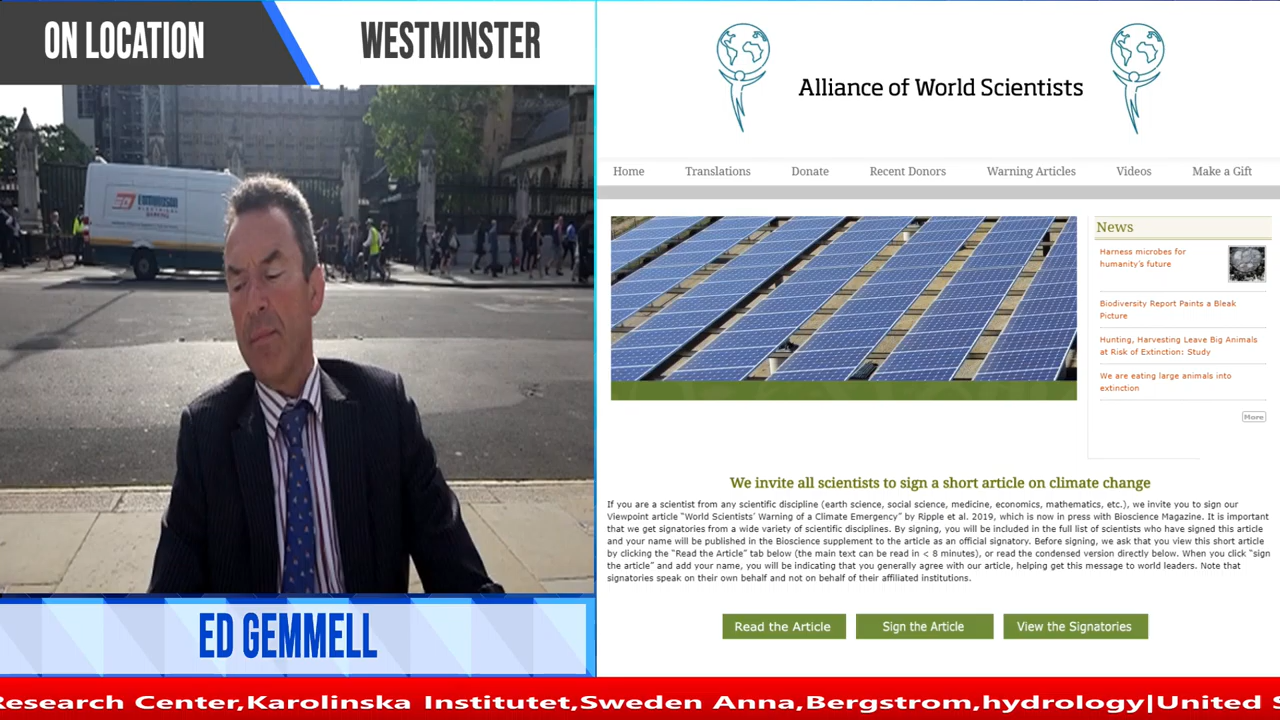 ON LOCATION
WESTMINSTER
EDMUNDSON
ELECTRICAL
ED GEMMELL
Alliance of World Scientists
Home Translations Donate Recent Donors Warning Articles Videos Make a Gift
News
Harness microbes for
humanity's future
Biodiversity Report Paints a Bleak
Picture
Hunting, Harvesting Leave Big Animals
at Risk of Extinction: Study
We are eating large animals into
extinction
More
We invite all scientists to sign a short article on climate change
If you are a scientist from any scientific discipline (earth science, social science, medicine, economics, mathematics, etc.), we invite you to sign our
Viewpoint article "World Scientists' Warning of a Climate Emergency" by Ripple et al. 2019, which is now in press with Bioscience Magazine. It is important
that we get signatories from a wide variety of scientific disciplines. By signing, you will be included in the full list of scientists who have signed this article
and your name will be published in the Bioscience supplement to the article as an official signatory. Before signing, we ask that you view this short article
by clicking the "Read the Article" tab below (the main text can be read in < 8 minutes), or read the condensed version directly below. When you click "sign
the article" and add your name, you will be indicating that you generally agree with our article, helping get this message to world leaders. Note that
signatories speak on their own behalf and not on behalf of their affiliated institutions.
Read the Article Sign the Article View the Signatories
Research Center,Karolinska Institutet,Sweden Anna,Bergstrom,hydrology|United S